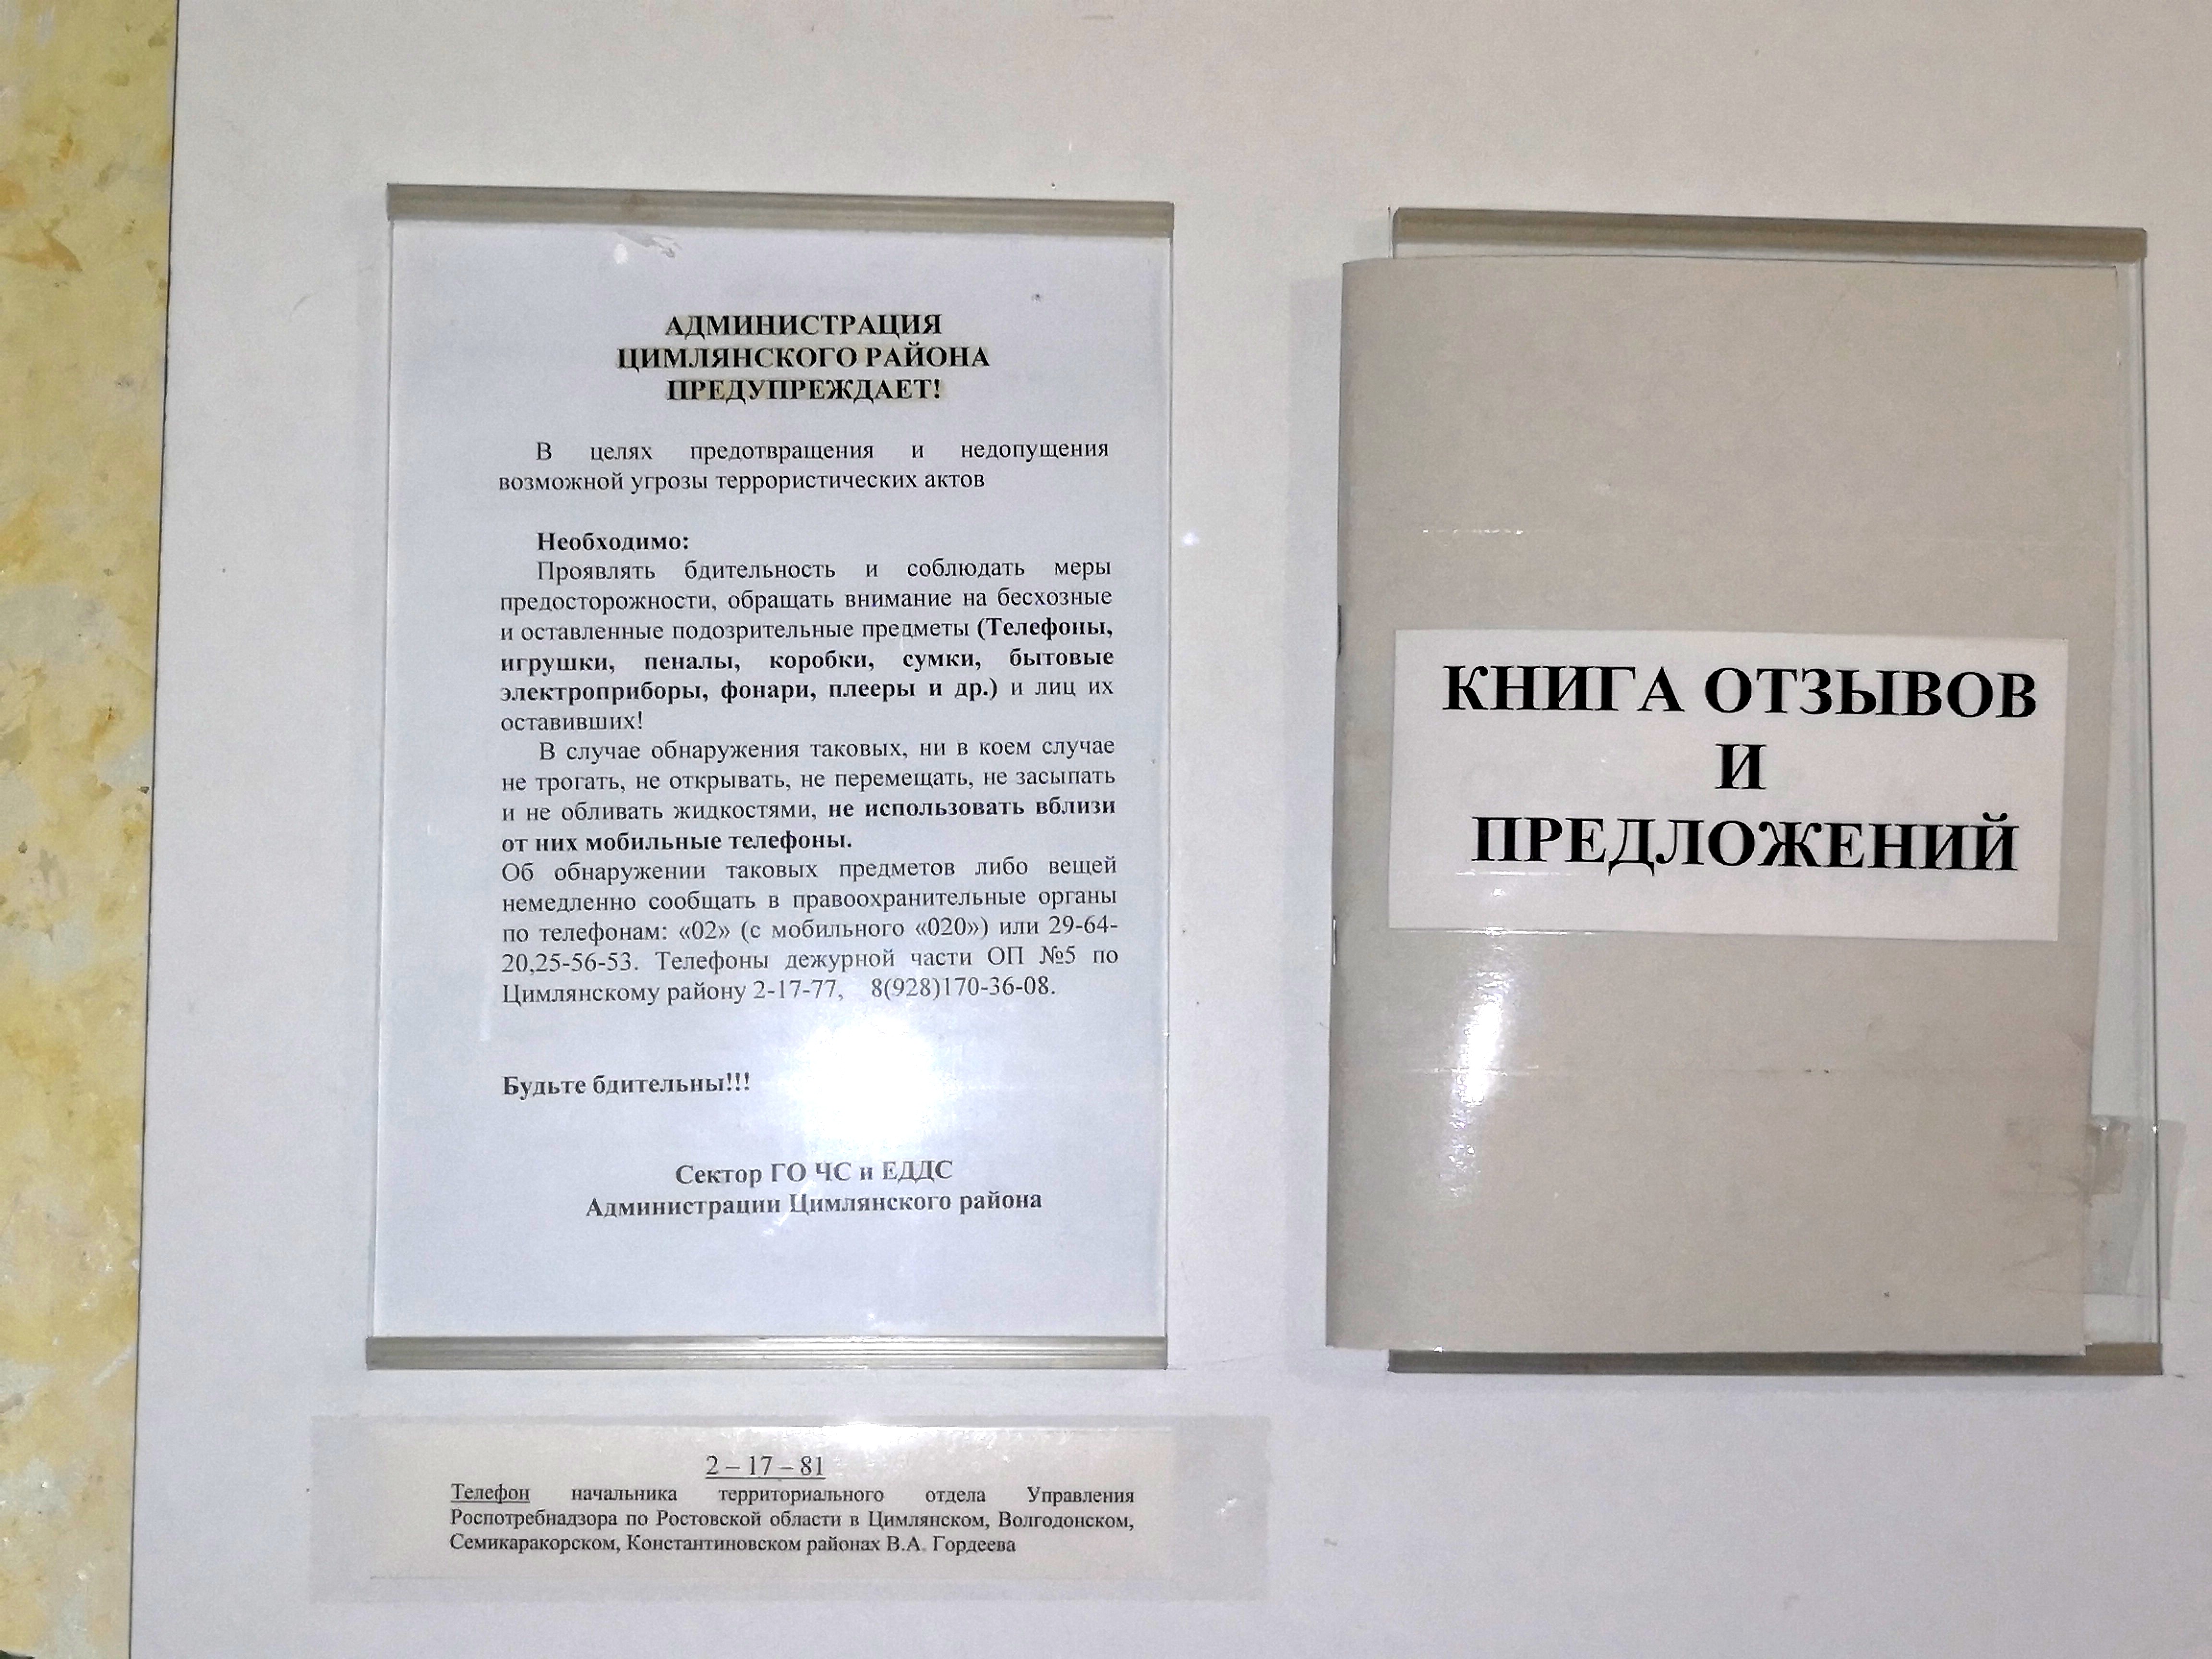 АДМИНИСТРАЦИЯ
ЦИМЛЯНСКОГО РАЙОНА
ПРЕДУПРЕЖДАЕТ!
В целях предотвращения и недопущения
возможной угрозы террористических актов
Необходимо:
Проявлять бдительность и соблюдать меры
предосторожности, обращать внимание на бесхозные
и оставленные подозрительные предметы (Телефоны,
игрушки, пеналы, коробки, сумки, бытовые
электроприборы, фонари, плееры и др.) и лиц их
оставивших!
В случае обнаружения таковых, ни в коем случае
не трогать, не открывать, не перемещать, не засыпать
и не обливать жидкостями, не использовать вблизи
от них мобильные телефоны.
Об обнаружении таковых предметов либо вещей
немедленно сообщать в правоохранительные органы
по телефонам: «02» (с мобильного «020») или 29-64-
20,25-56-53. Телефоны дежурной части ОП №5 по
Цимлянскому району 2-17-77, 8(928)170-36-08.
Будьте бдительны!!!
Сектор ГО ЧС и ЕДДС
Администрации Цимлянского района
2 – 17 – 81
Телефон начальника территориального отдела Управления
Роспотребнадзора по Ростовской области в Цимлянском, Волгодонском,
Семикаракорском, Константиновском районах В.А. Гордеева
КНИГА ОТЗЫВОВ
И
ПРЕДЛОЖЕНИЙ